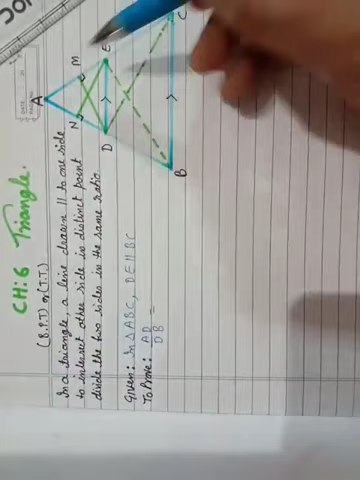 CH:6 Triangle.
(B.P.T) or (T.T.)
In a triangle, a line drawn || to one side
to intersect other side in distinct point
divide the two sides in the same ratio
Given: In △ABC, DE||BC
To Prove: AD/DB =
A
M
E
C
N
D
B
DATE